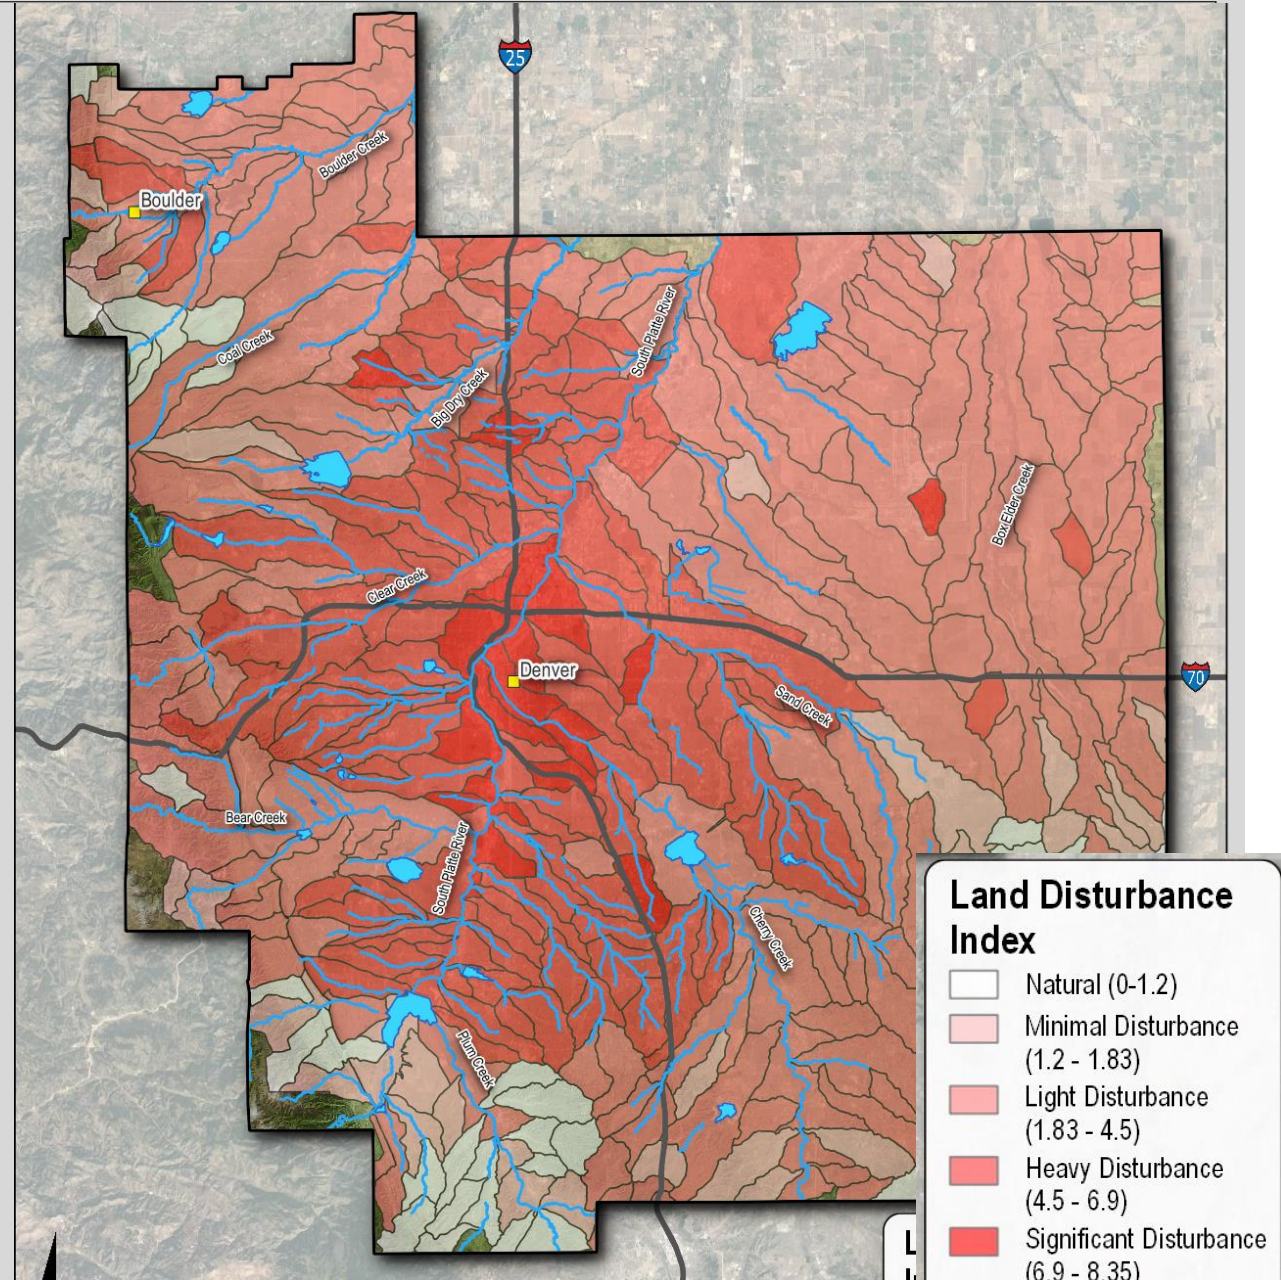 25
Boulder Creek
Boulder
South Platte River
Coal Creek
Big Dry Creek
Box Elder Creek
Clear Creek
Denver
70
Sand Creek
Bear Creek
South Platte River
Cherry Creek
Plum Creek
Land Disturbance
Index
Natural (0-1.2)
Minimal Disturbance
(1.2 - 1.83)
Light Disturbance
(1.83 - 4.5)
Heavy Disturbance
(4.5 - 6.9)
Significant Disturbance
(6.9 - 8.35)